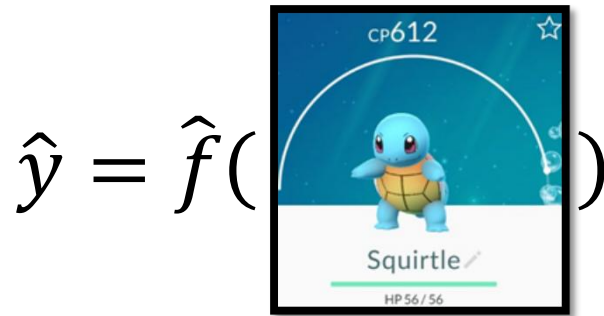 ŷ = f̂( )
CP612
Squirtle
HP 56 / 56